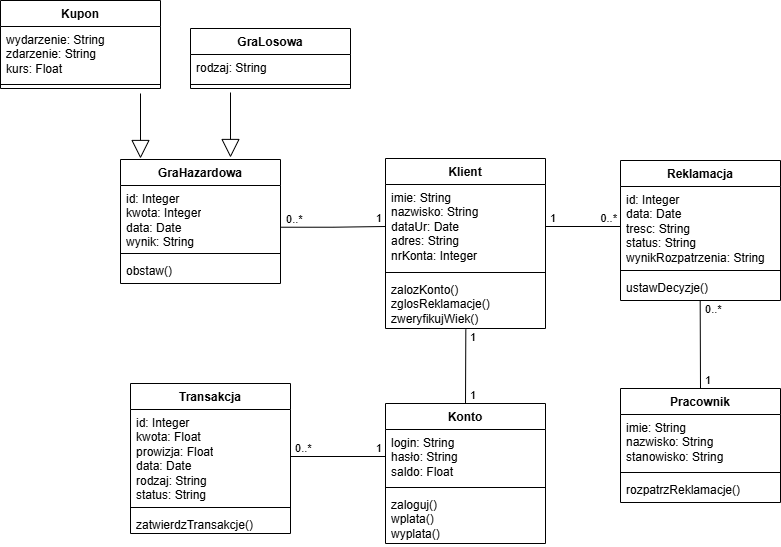 Kupon
wydarzenie: String
zdarzenie: String
kurs: Float
GraLosowa
rodzaj: String
GraHazardowa
id: Integer
kwota: Integer
data: Date
wynik: String
obstaw()
0..*
1
Klient
imie: String
nazwisko: String
dataUr: Date
adres: String
nrKonta: Integer
zalozKonto()
zglosReklamacje()
zweryfikujWiek()
1
0..*
Reklamacja
id: Integer
data: Date
tresc: String
status: String
wynikRozpatrzenia: String
ustawDecyzje()
0..*
1
1
1
Transakcja
id: Integer
kwota: Float
prowizja: Float
data: Date
rodzaj: String
status: String
zatwierdzTransakcje()
0..*
1
Konto
login: String
hasło: String
saldo: Float
zaloguj()
wplata()
wyplata()
Pracownik
imie: String
nazwisko: String
stanowisko: String
rozpatrzReklamacje()